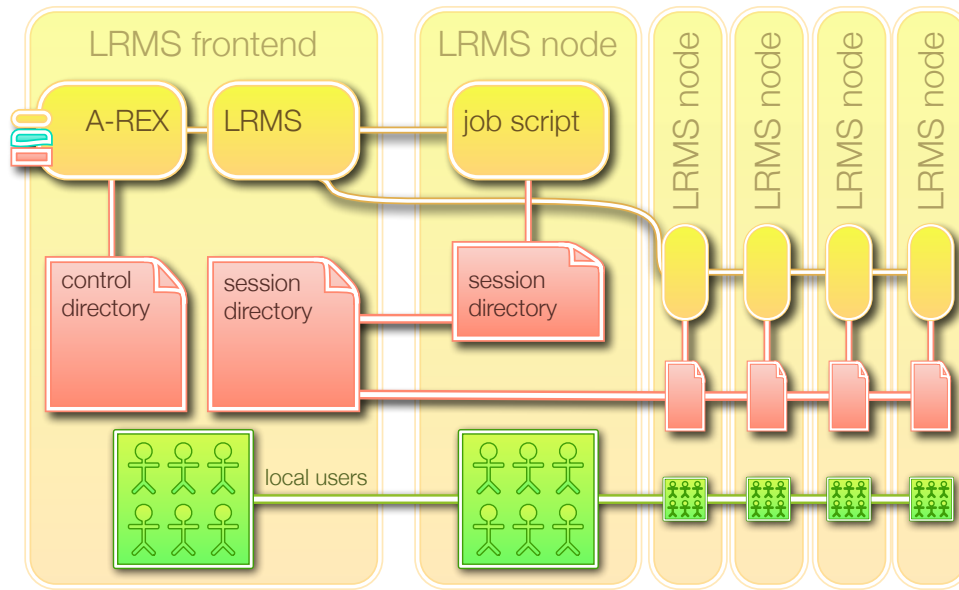 LRMS frontend
LRMS node
LRMS node
LRMS node
LRMS node
LRMS node
A-REX
LRMS
job script
control
directory
session
directory
session
directory
local users